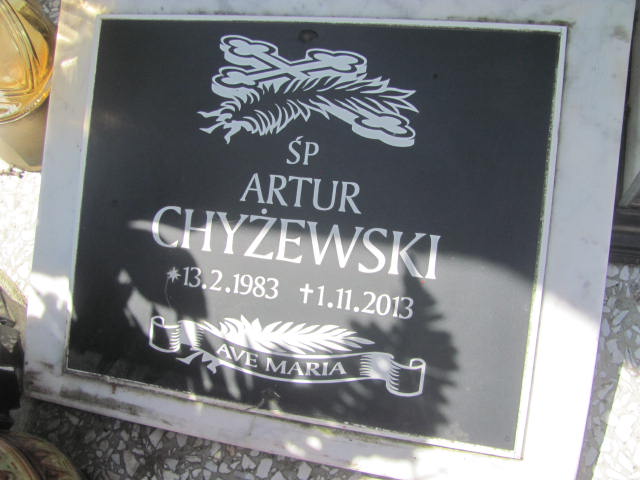 ŚP
ARTUR
CHYŻEWSKI
*13.2.1983 †1.11.2013
AVE MARIA